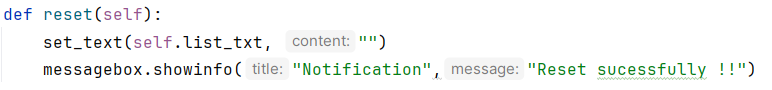 def reset(self):
    set_text(self.list_txt, content: "")
    messagebox.showinfo( title: "Notification", message: "Reset sucessfully !!")